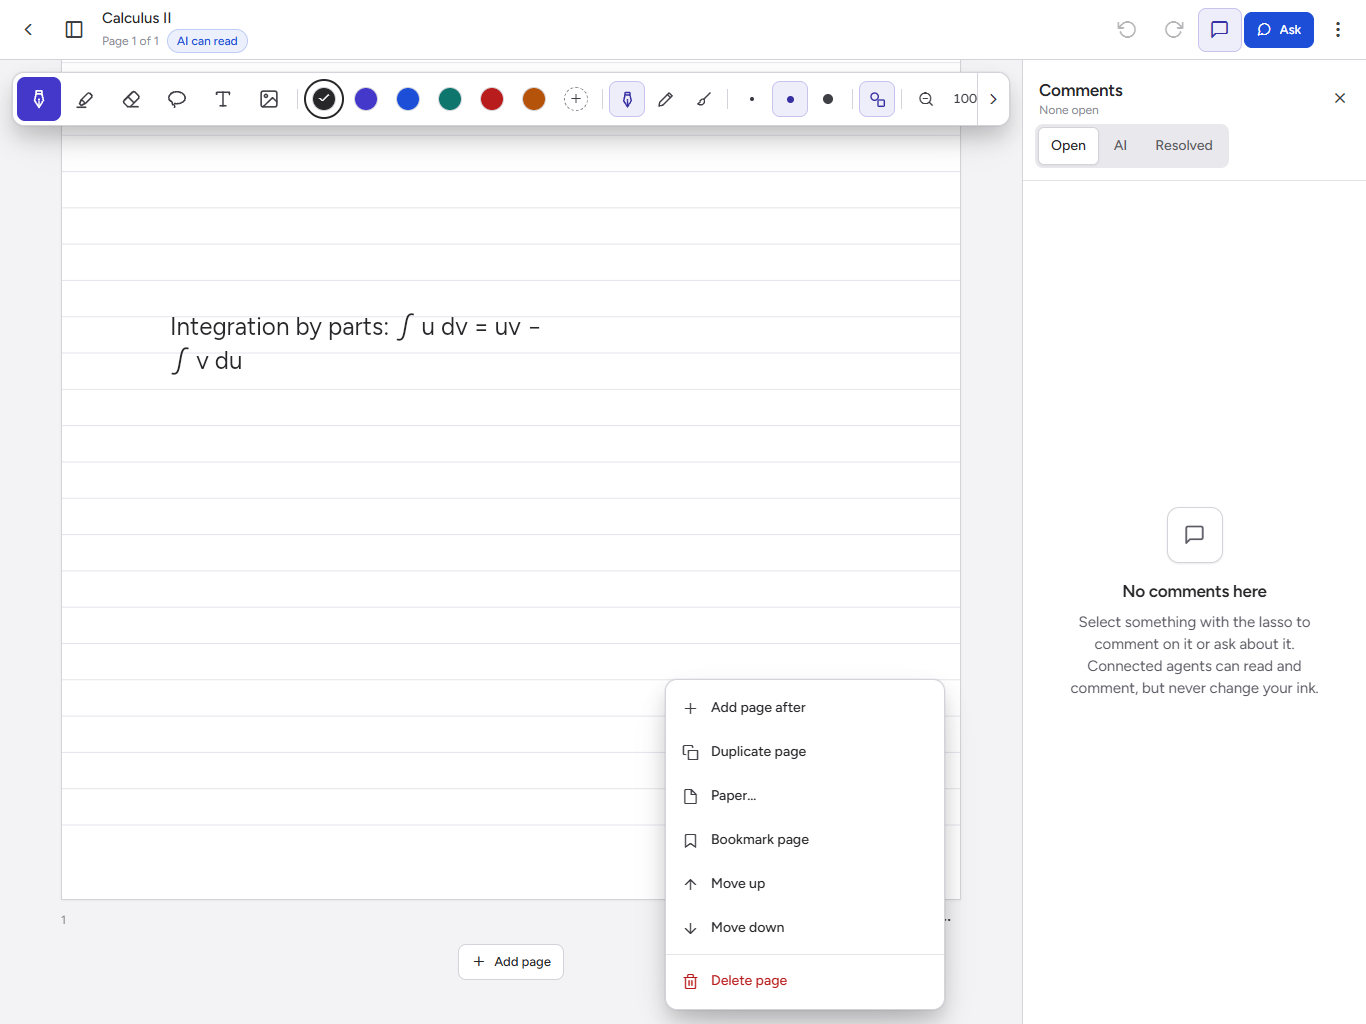 Calculus II
Page 1 of 1 AI can read
Ask
100
Comments
None open
Open AI Resolved
Integration by parts: ∫ u dv = uv −
∫ v du
No comments here
Select something with the lasso to
comment on it or ask about it.
Connected agents can read and
comment, but never change your ink.
Add page after
Duplicate page
Paper...
Bookmark page
Move up
Move down
Delete page
1
Add page